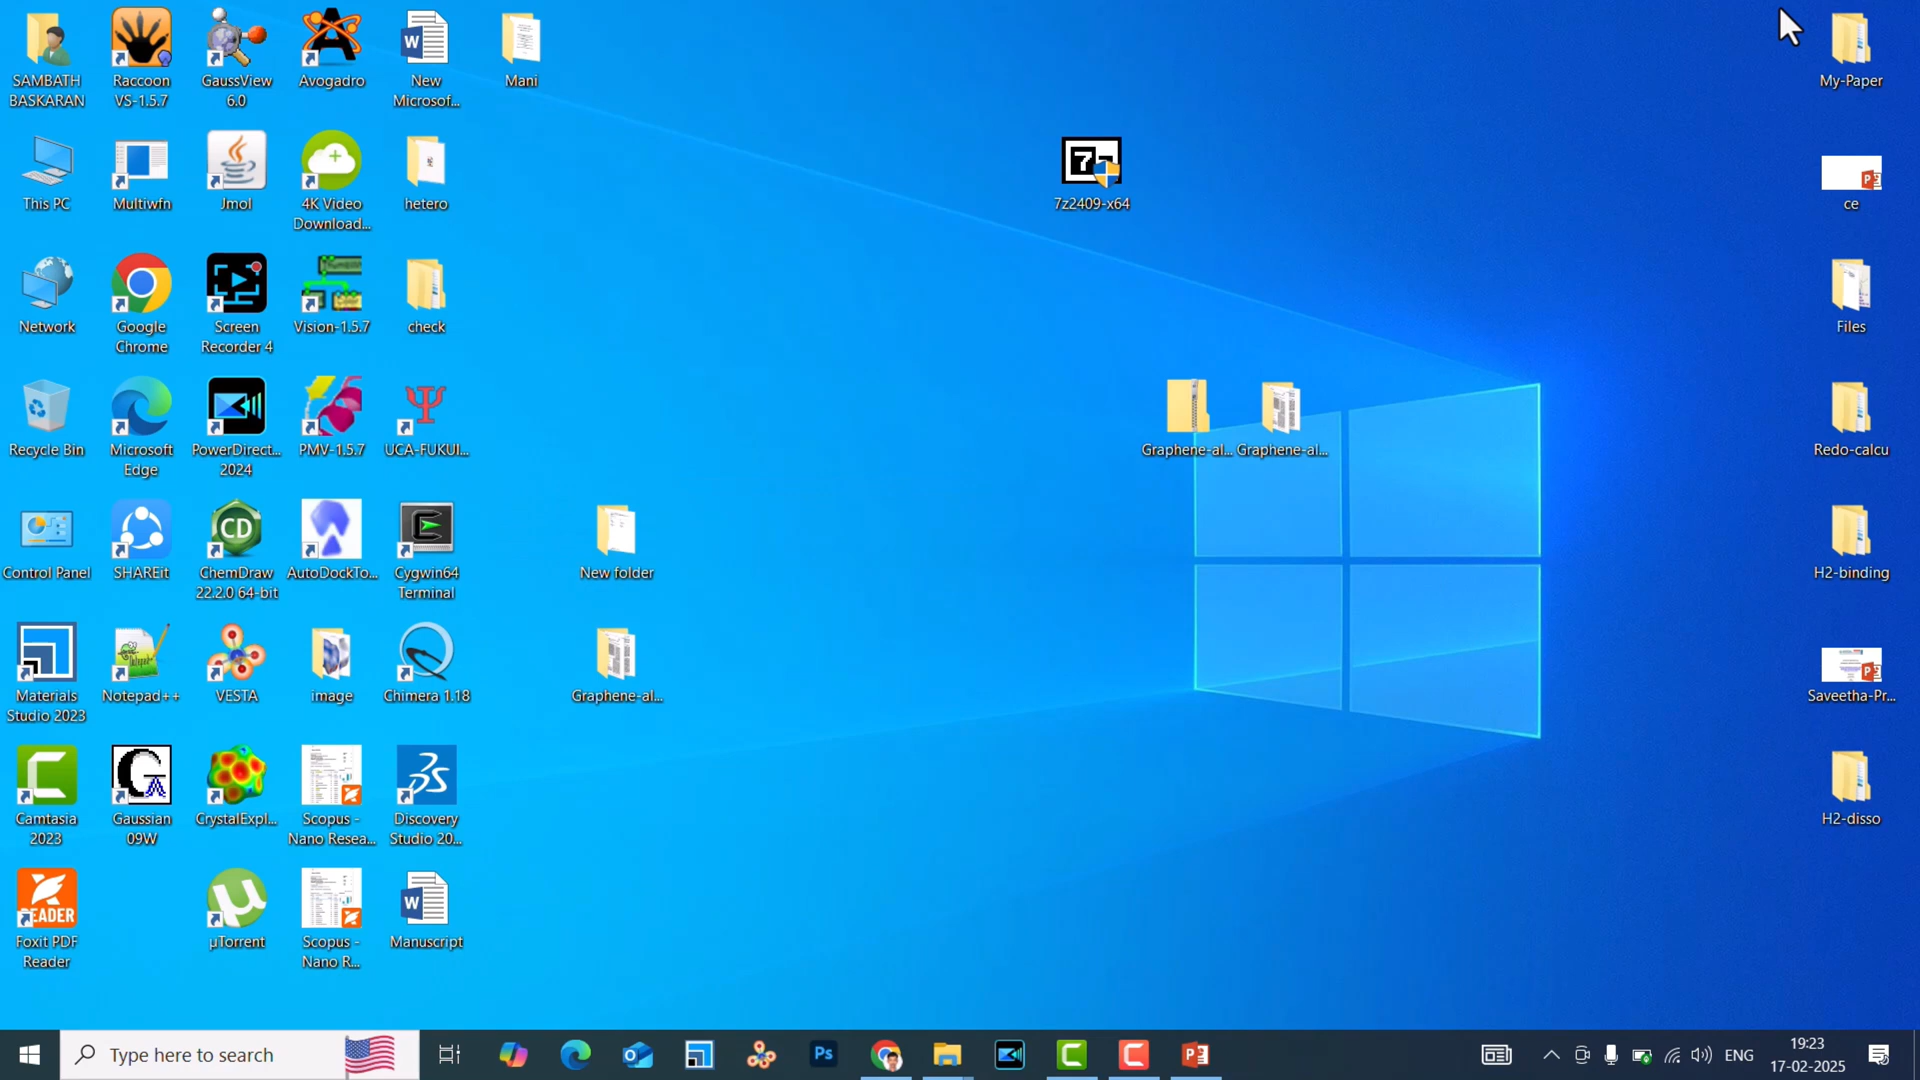 SAMBATH
BASKARAN
Raccoon
VS-1.5.7
GaussView
6.0
Avogadro
New
Microsof...
Mani
My-Paper
This PC
Multiwfn
Jmol
4K Video
Download...
hetero
7z2409-x64
ce
Network
Google
Chrome
Screen
Recorder 4
Vision-1.5.7
check
Files
Recycle Bin
Microsoft
Edge
PowerDirect...
2024
PMV-1.5.7
UCA-FUKUI...
Graphene-al...
Graphene-al...
Redo-calcu
Control Panel
SHAREit
CD
ChemDraw
22.2.0 64-bit
AutoDockTo...
Cygwin64
Terminal
New folder
H2-binding
Materials
Studio 2023
Notepad++
VESTA
image
Chimera 1.18
Graphene-al...
Saveetha-Pr...
Camtasia
2023
Gaussian
09W
CrystalExpl...
Scopus -
Nano Resea...
Discovery
Studio 20...
H2-disso
READER
Foxit PDF
Reader
µTorrent
Scopus -
Nano R...
Manuscript
Type here to search
Ps
ENG
19:23
17-02-2025